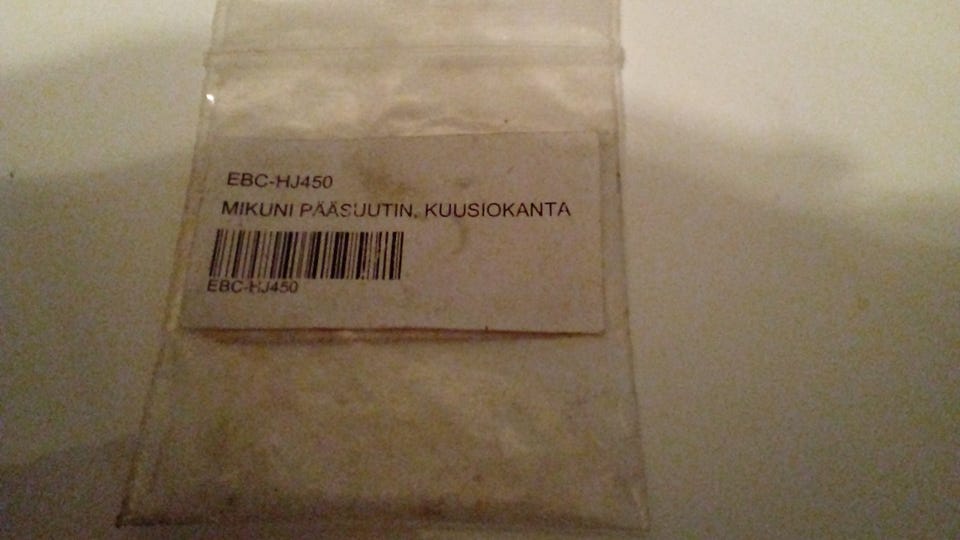 EBC-HJ450
MIKUNI PÄÄSUUTIN, KUUSIOKANTA
EBC-HJ450